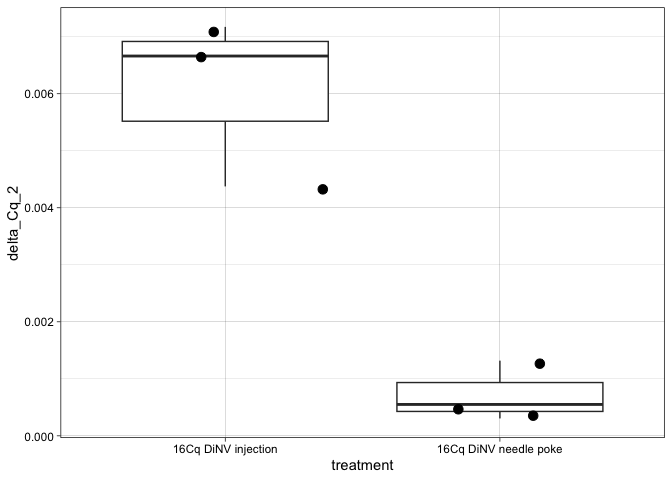 delta_Cq_2
0.006
0.004
0.002
0.000
16Cq DiNV injection
16Cq DiNV needle poke
treatment